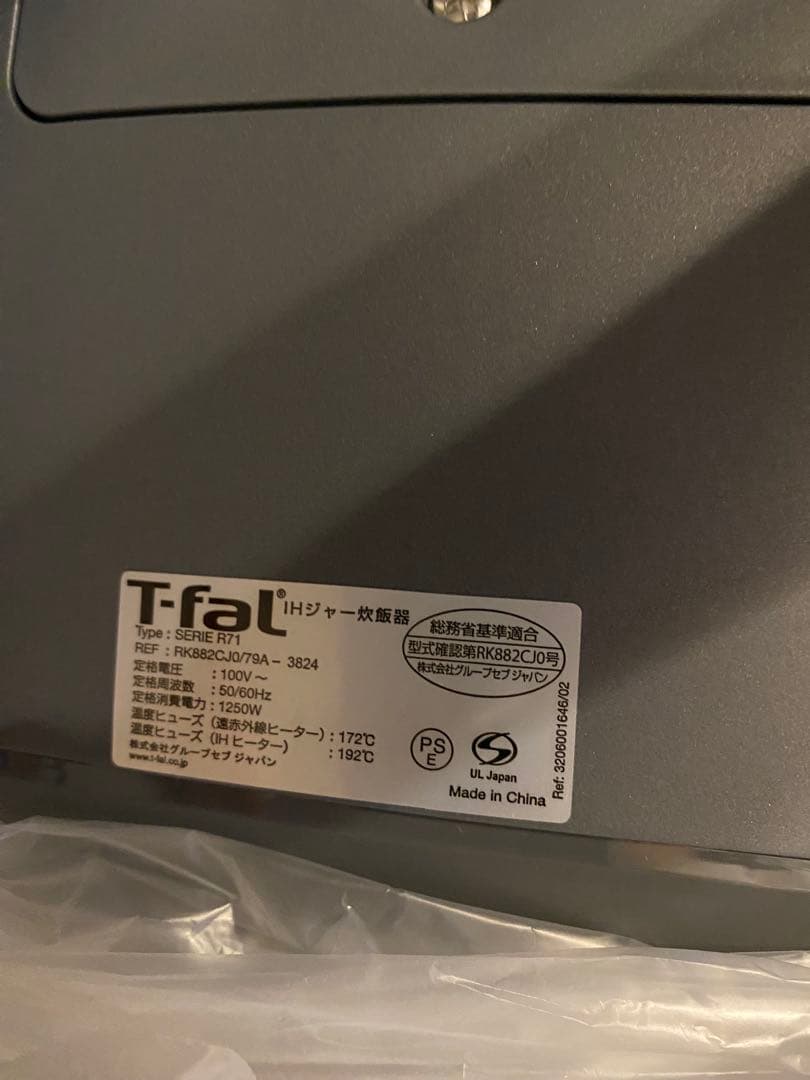 T-fal® IHジャー炊飯器
Type : SERIE R71
REF : RK882CJ0/79A - 3824
定格電圧 : 100V～
定格周波数 : 50/60Hz
定格消費電力 : 1250W
温度ヒューズ（遠赤外線ヒーター）: 172℃
温度ヒューズ（IHヒーター） : 192℃
株式会社グループセブ ジャパン
www.t-fal.co.jp
総務省基準適合
型式確認第RK882CJ0号
株式会社グループセブ ジャパン
PS
E
S
UL Japan
Made in China
Ref: 3206001646/02